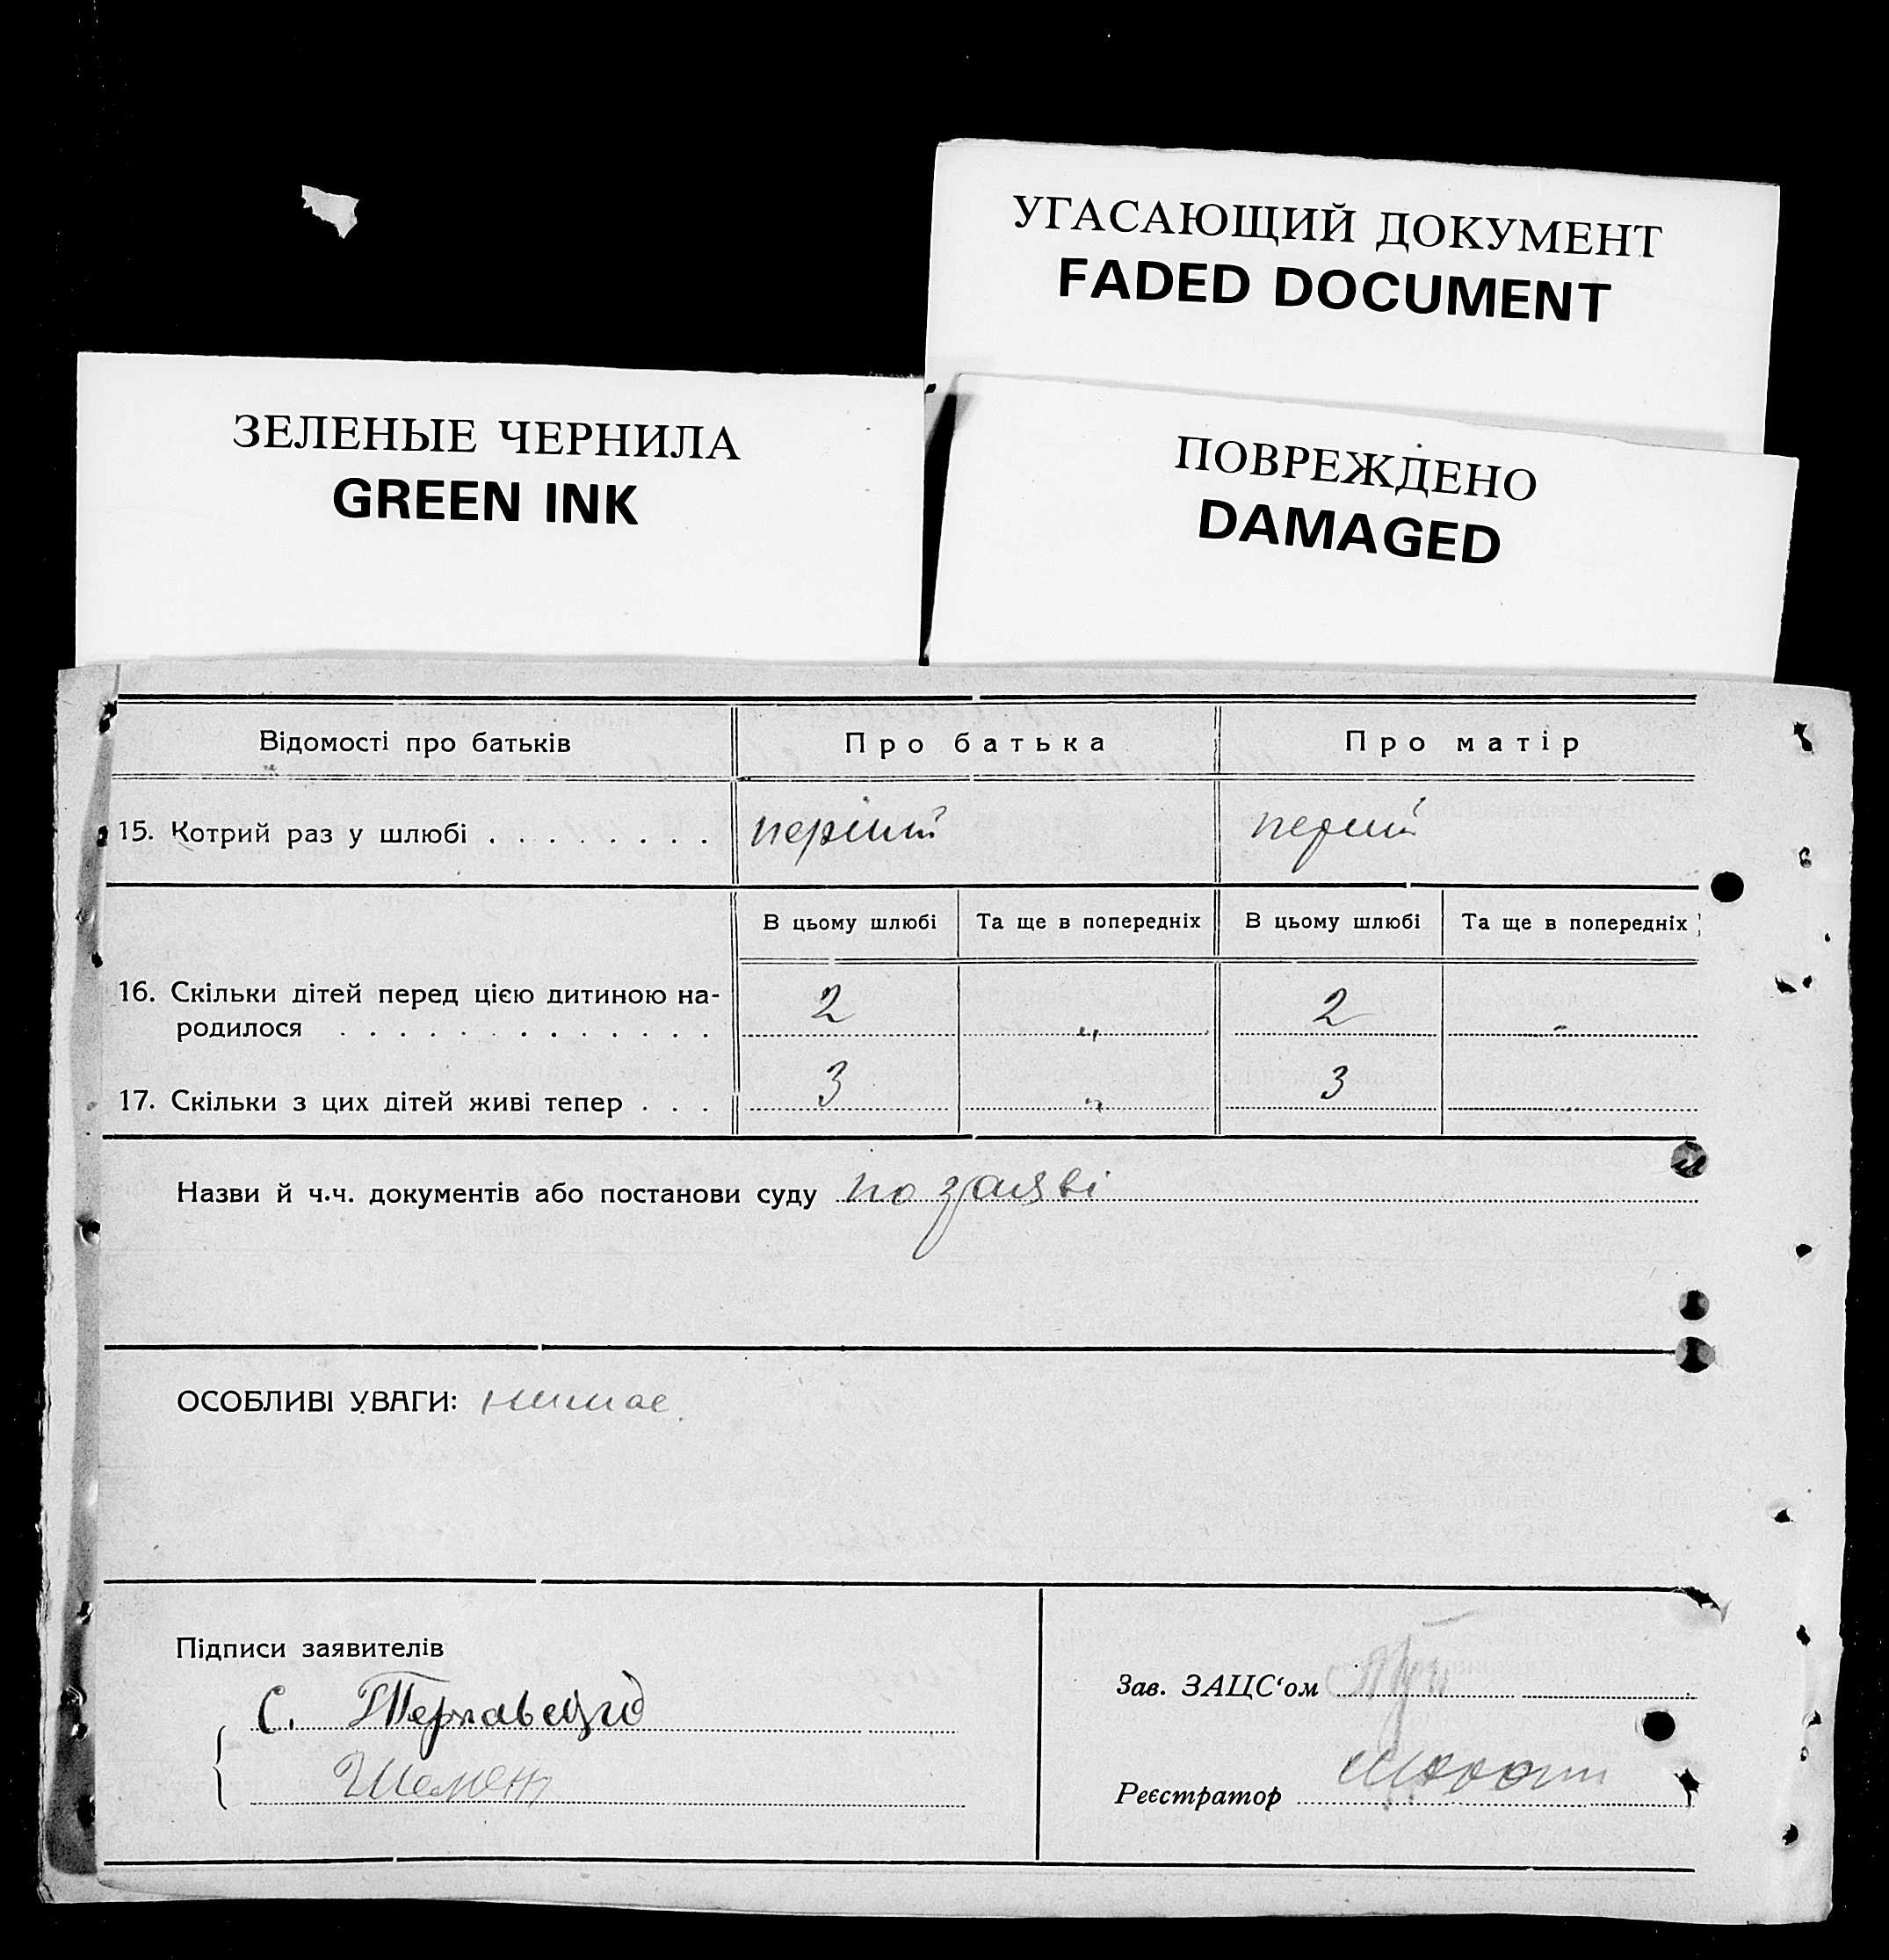 УГАСАЮЩИЙ ДОКУМЕНТ
FADED DOCUMENT
ЗЕЛЕНЫЕ ЧЕРНИЛА
GREEN INK
ПОВРЕЖДЕНО
DAMAGED
Відомості про батьків Про батька Про матір
15. Котрий раз у шлюбі . . . . . . . . перший перший
В цьому шлюбі Та ще в попередніх В цьому шлюбі Та ще в попередніх
16. Скільки дітей перед цією дитиною на-
родилося . . . . . . . . . . . . . 2 „ 2 -
17. Скільки з цих дітей живі тепер . . . 3 „ 3 „
Назви й ч.ч. документів або постанови суду по заяві
ОСОБЛИВІ УВАГИ: нимає
Підписи заявителів
С.
Зав. ЗАЦС‘ом
Реєстратор